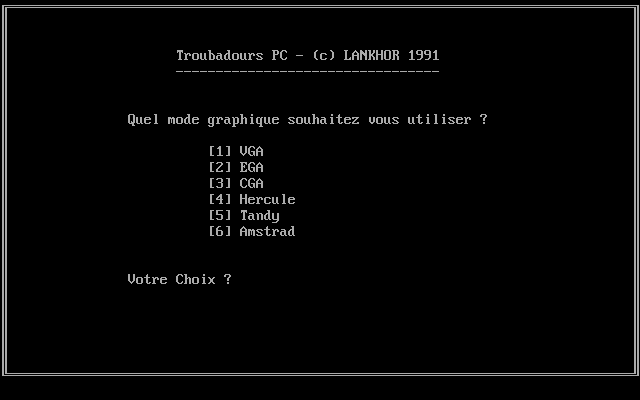 Troubadours PC - (c) LANKHOR 1991
---------------------------------
Quel mode graphique souhaitez vous utiliser ?
[1] VGA
[2] EGA
[3] CGA
[4] Hercule
[5] Tandy
[6] Amstrad
Votre Choix ?